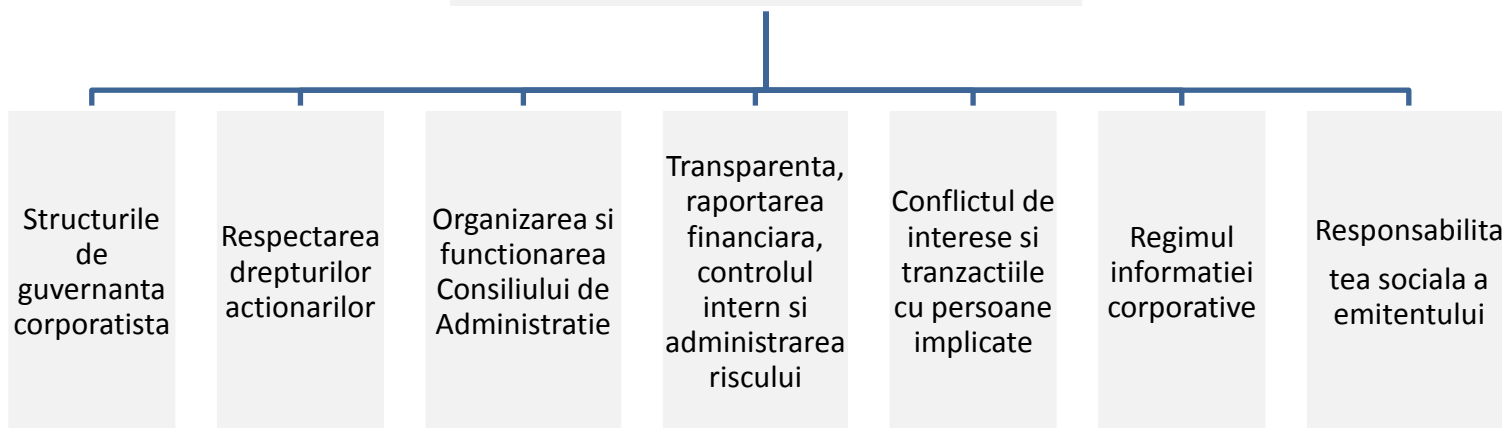 Structurile
de
guvernanta
corporatista
Respectarea
drepturilor
actionarilor
Organizarea si
functionarea
Consiliului de
Administratie
Transparenta,
raportarea
financiara,
controlul
intern si
administrarea
riscului
Conflictul de
interese si
tranzactiile
cu persoane
implicate
Regimul
informatiei
corporative
Responsabilita
tea sociala a
emitentului